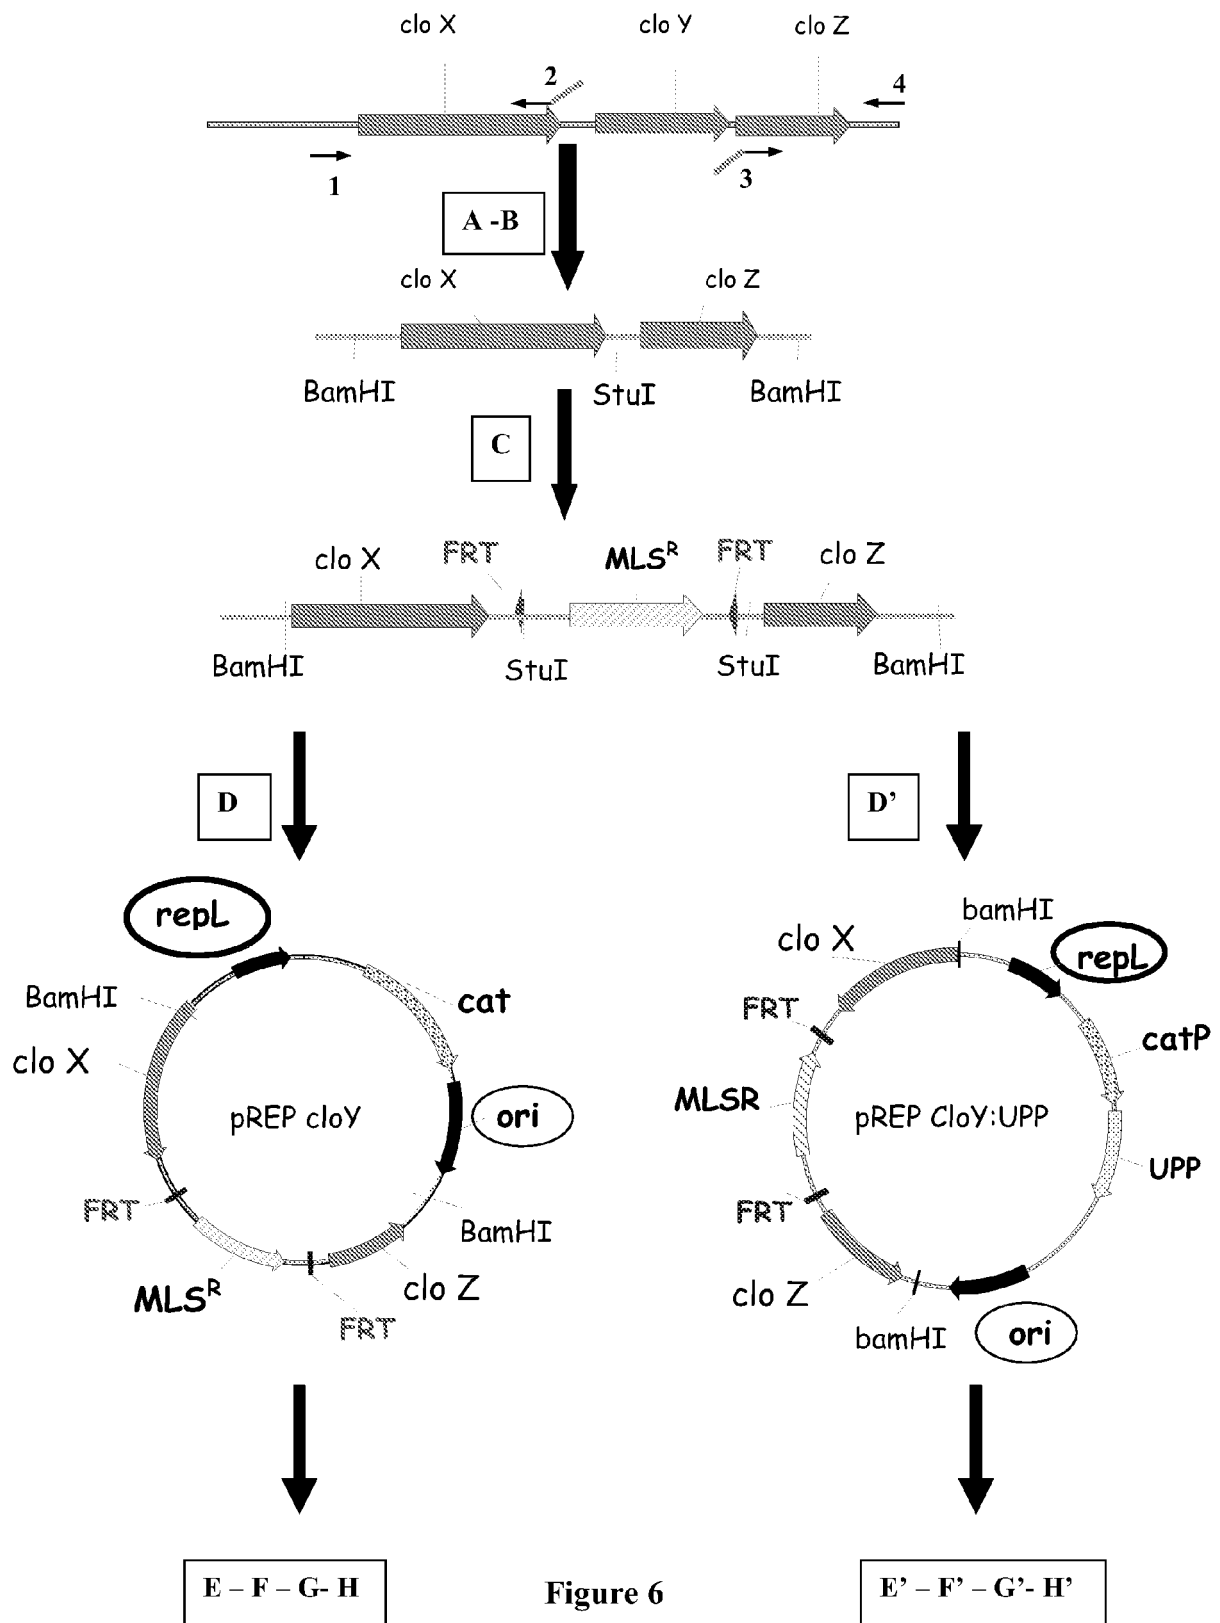 clo X
clo Y
clo Z
2
4
1
3
A -B
clo X
clo Z
BamHI
StuI
BamHI
C
clo X
FRT
MLSᴿ
FRT
clo Z
BamHI
StuI
StuI
BamHI
D
D’
repL
BamHI
cat
clo X
pREP cloY
ori
FRT
BamHI
MLSᴿ
clo Z
FRT
bamHI
clo X
repL
FRT
catP
MLSR
pREP CloY:UPP
UPP
FRT
clo Z
bamHI
ori
E – F – G- H
Figure 6
E’ – F’ – G’- H’